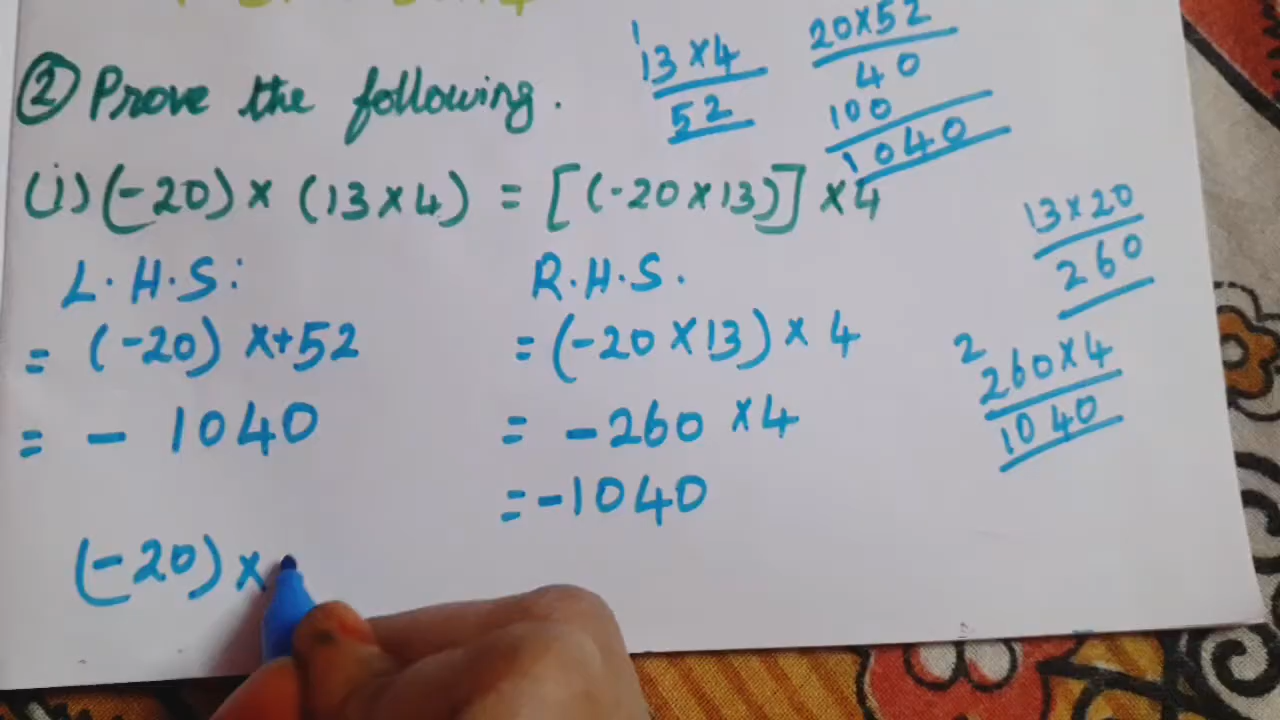 ② Prove the following.
(i) (-20) × (13 × 4) = [(-20 × 13)] × 4
L.H.S:
= (-20) ×+52
= - 1040
(-20) ×
R.H.S.
= (-20 × 13) × 4
= -260 × 4
= -1040
1
13 × 4
52
20×52
40
100
1040
13 × 20
260
2
260 × 4
1040